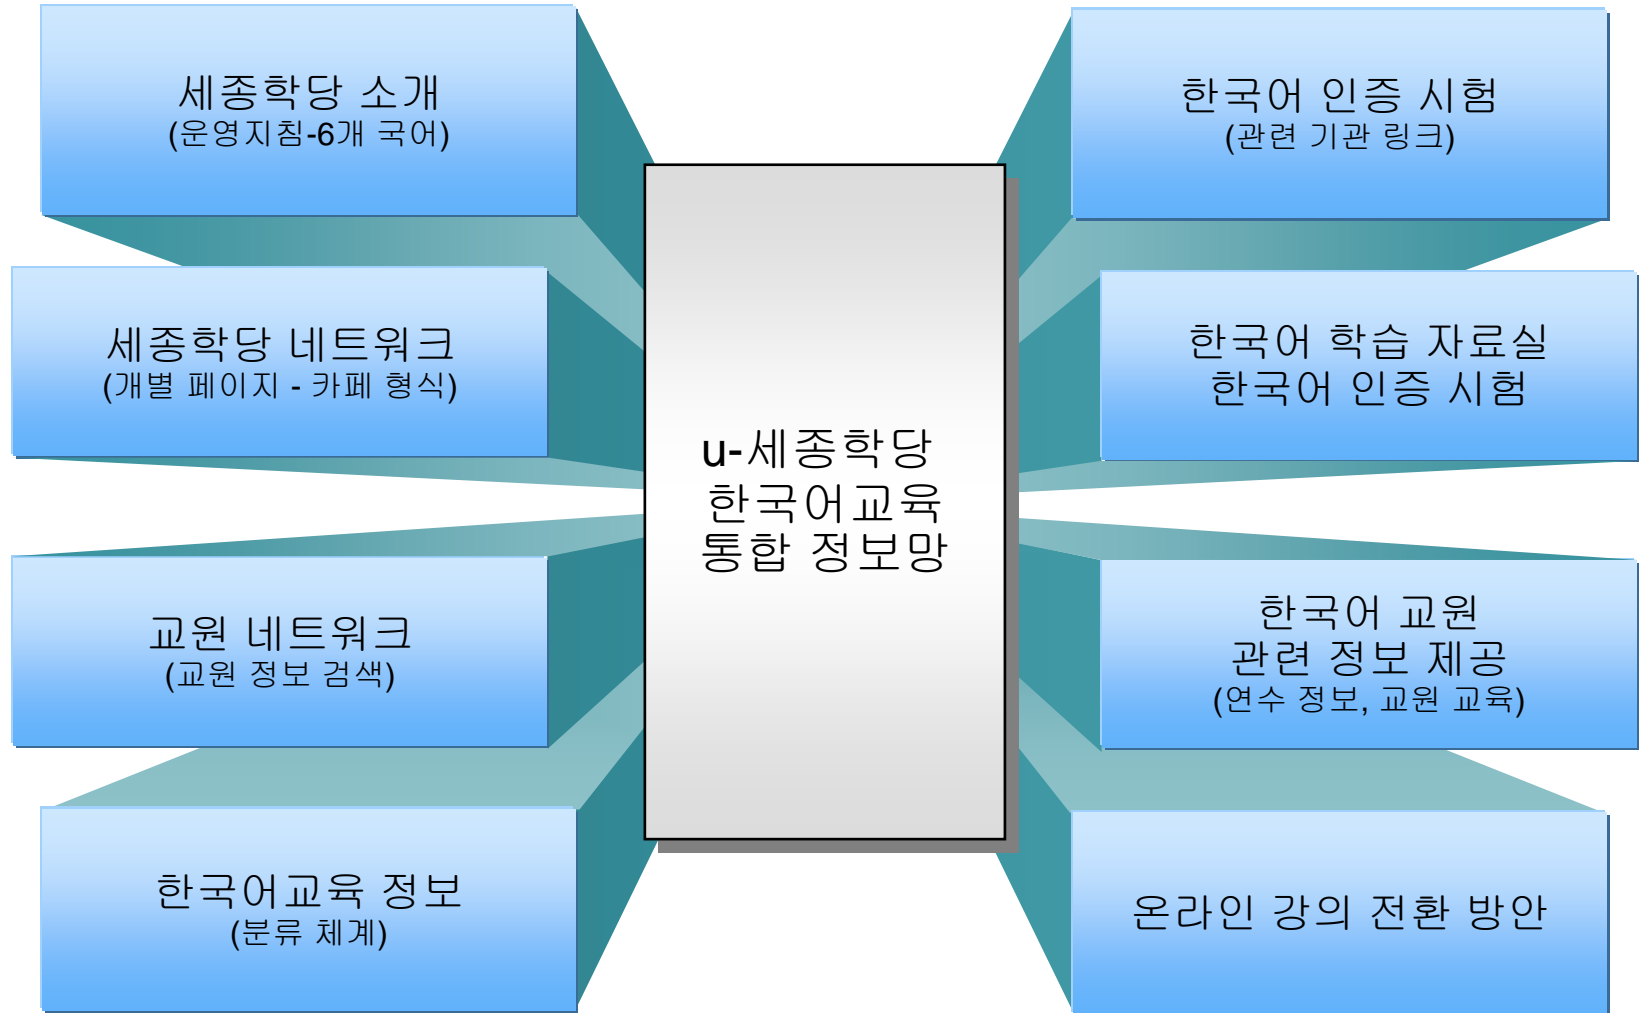 세종학당 소개
(운영지침-6개 국어)
세종학당 네트워크
(개별 페이지 - 카페 형식)
교원 네트워크
(교원 정보 검색)
한국어교육 정보
(분류 체계)
u-세종학당
한국어교육
통합 정보망
한국어 인증 시험
(관련 기관 링크)
한국어 학습 자료실
한국어 인증 시험
한국어 교원
관련 정보 제공
(연수 정보, 교원 교육)
온라인 강의 전환 방안